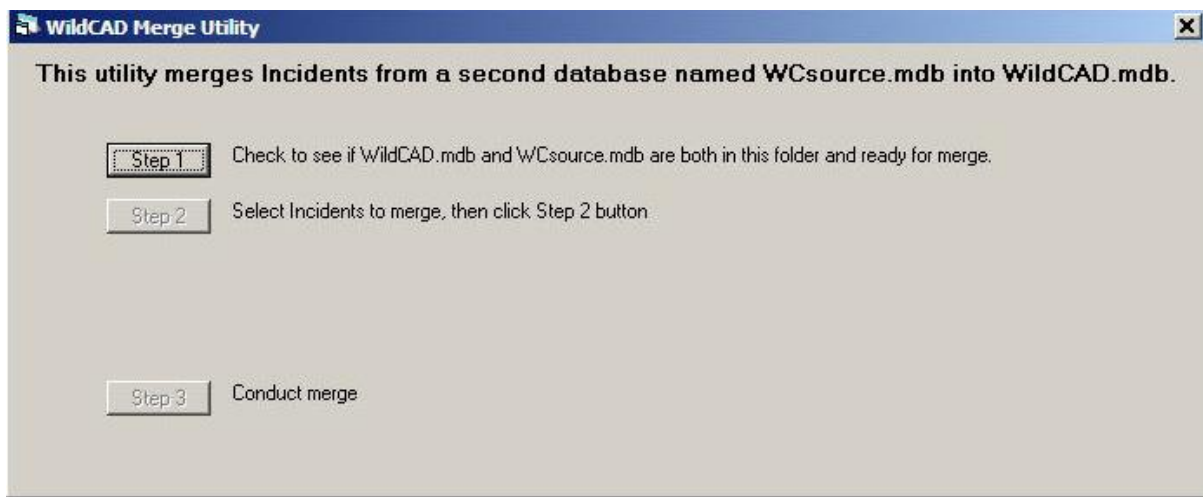 WildCAD Merge Utility
This utility merges Incidents from a second database named WCsource.mdb into WildCAD.mdb.
Step 1 Check to see if WildCAD.mdb and WCsource.mdb are both in this folder and ready for merge.
Step 2 Select Incidents to merge, then click Step 2 button
Step 3 Conduct merge